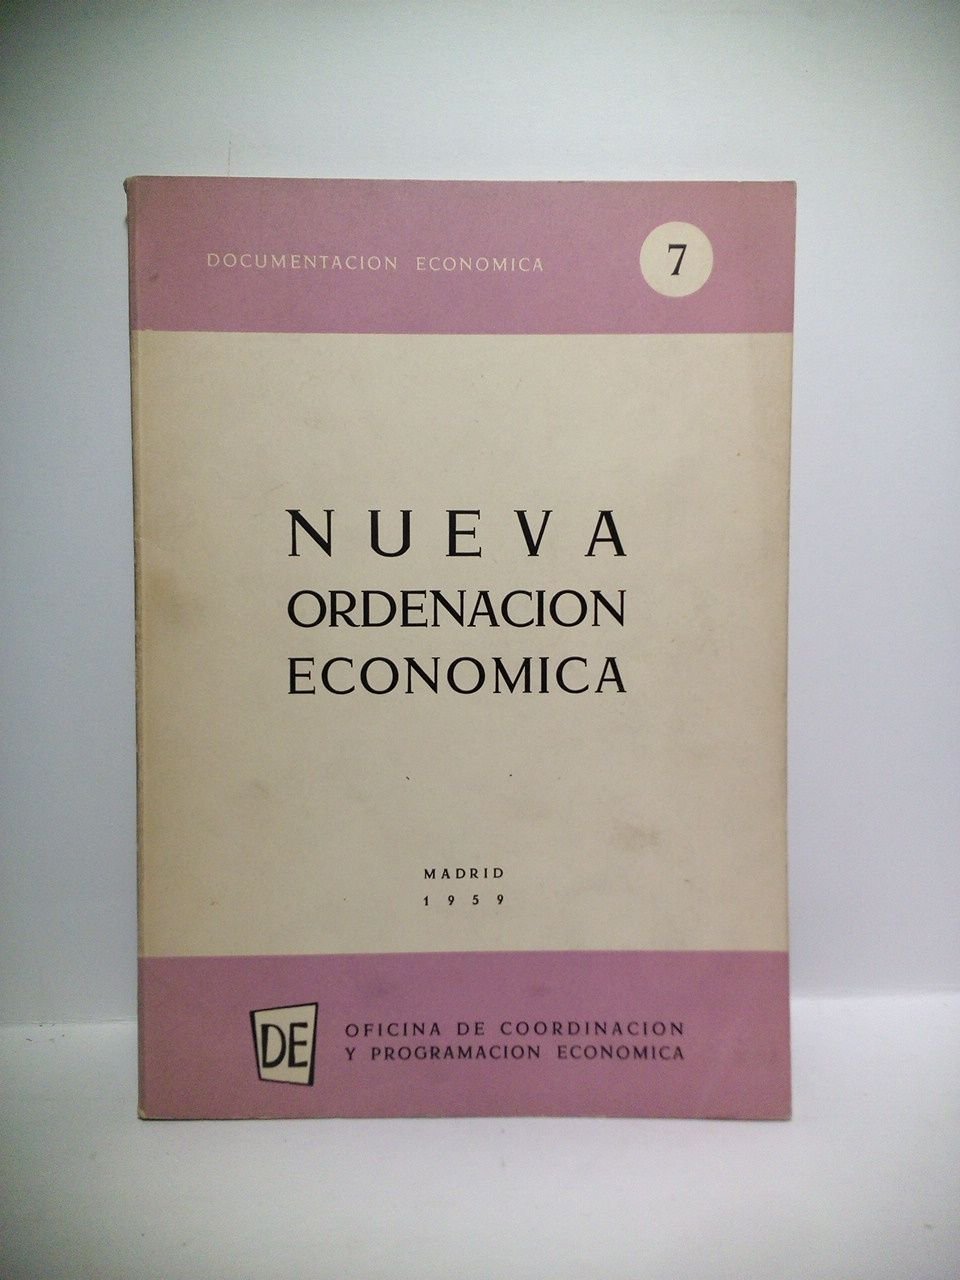 DOCUMENTACION ECONOMICA
7
NUEVA
ORDENACION
ECONOMICA
MADRID
1959
DE
OFICINA DE COORDINACION
Y PROGRAMACION ECONOMICA